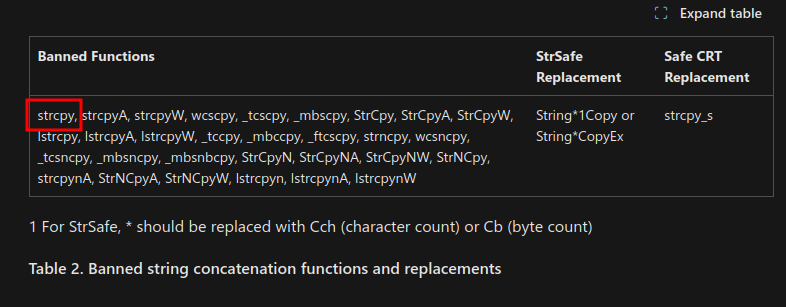 Expand table
Banned Functions
StrSafe
Replacement
Safe CRT
Replacement
strcpy, strcpyA, strcpyW, wcscpy, _tcscpy, _mbscpy, StrCpy, StrCpyA, StrCpyW,
lstrcpy, lstrcpyA, lstrcpyW, _tccpy, _mbccpy, _ftcscpy, strncpy, wcsncpy,
_tcsncpy, _mbsncpy, _mbsnbcpy, StrCpyN, StrCpyNA, StrCpyNW, StrNCpy,
strcpynA, StrNCpyA, StrNCpyW, lstrcpyn, lstrcpynA, lstrcpynW
String*1Copy or
String*CopyEx
strcpy_s
1 For StrSafe, * should be replaced with Cch (character count) or Cb (byte count)
Table 2. Banned string concatenation functions and replacements